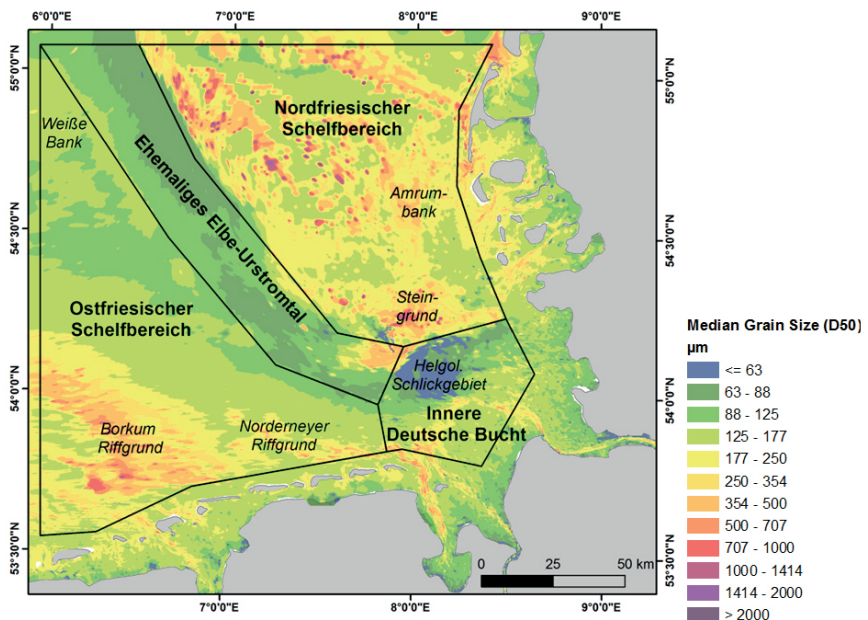 6°0'0"E
7°0'0"E
8°0'0"E
9°0'0"E
55°0'0"N
55°0'0"N
Nordfriesischer
Schelfbereich
Weiße
Bank
Ehemaliges Elbe-Urstromtal
Amrum-
bank
54°30'0"N
54°30'0"N
Ostfriesischer
Schelfbereich
Stein-
grund
Helgol.
Schlickgebiet
54°0'0"N
54°0'0"N
Innere
Deutsche Bucht
Borkum
Riffgrund
Norderneyer
Riffgrund
53°30'0"N
53°30'0"N
0 25 50 km
7°0'0"E
8°0'0"E
9°0'0"E
Median Grain Size (D50)
µm
<= 63
63 - 88
88 - 125
125 - 177
177 - 250
250 - 354
354 - 500
500 - 707
707 - 1000
1000 - 1414
1414 - 2000
> 2000